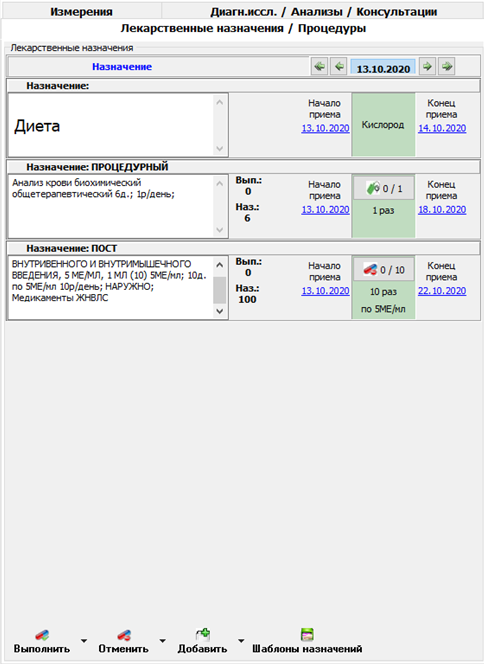 Измерения
Диагн.иссл. / Анализы / Консультации
Лекарственные назначения / Процедуры
Лекарственные назначения
Назначение
13.10.2020
Назначение:
Диета
Начало приема
13.10.2020
Кислород
Конец приема
14.10.2020
Назначение: ПРОЦЕДУРНЫЙ
Анализ крови биохимический
общетерапевтический 6д.; 1р/день;
Вып.:
0
Наз.:
6
Начало приема
13.10.2020
0 / 1
1 раз
Конец приема
18.10.2020
Назначение: ПОСТ
ВНУТРИВЕННОГО И ВНУТРИМЫШЕЧНОГО
ВВЕДЕНИЯ, 5 МЕ/МЛ, 1 МЛ (10) 5МЕ/мл; 10д.
по 5МЕ/мл 10р/день; НАРУЖНО;
Медикаменты ЖНВЛС
Вып.:
0
Наз.:
100
Начало приема
13.10.2020
0 / 10
10 раз
по 5МЕ/мл
Конец приема
22.10.2020
Выполнить
Отменить
Добавить
Шаблоны назначений